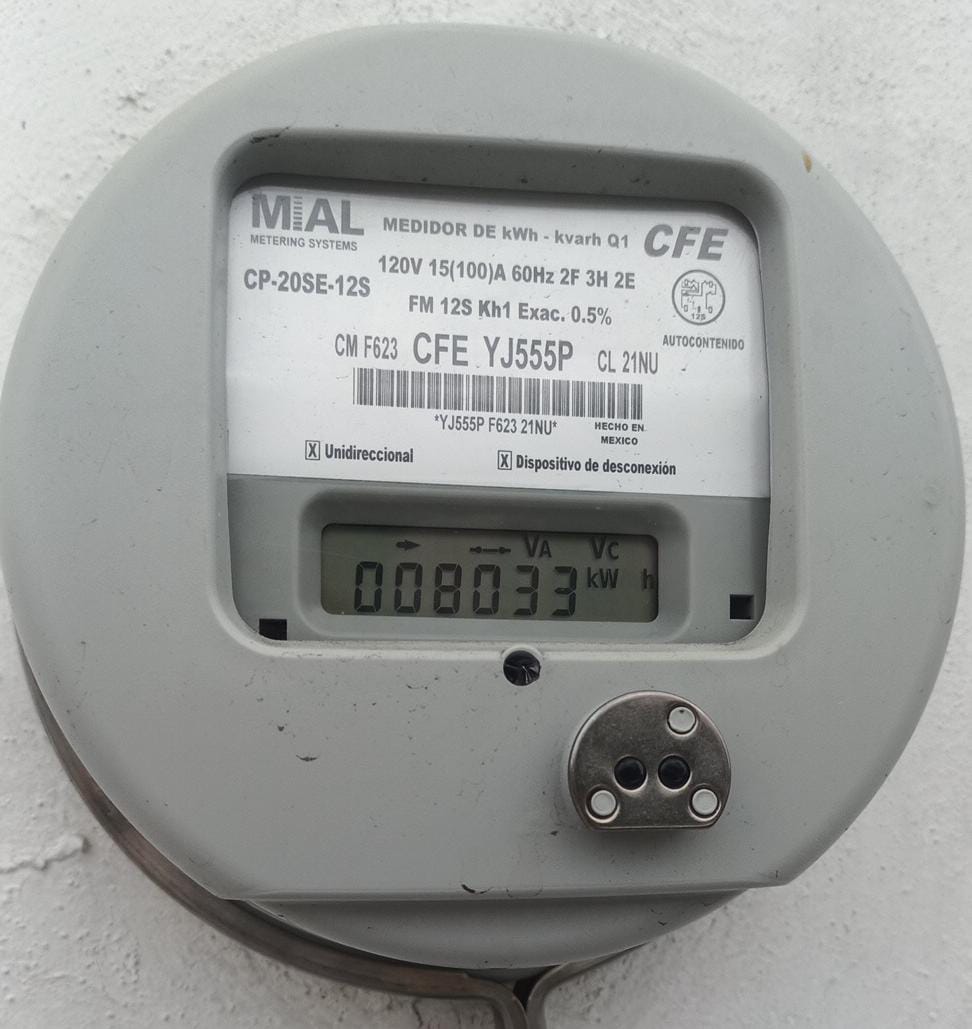 MIAL
METERING SYSTEMS
MEDIDOR DE kWh - kvarh Q1
CFE
CP-20SE-12S
120V 15(100)A 60Hz 2F 3H 2E
FM 12S Kh1 Exac. 0.5%
12S
AUTOCONTENIDO
CM F623 CFE YJ555P CL 21NU
*YJ555P F623 21NU*
HECHO EN
MEXICO
X Unidireccional
X Dispositivo de desconexión
VA VC
008033 kW h